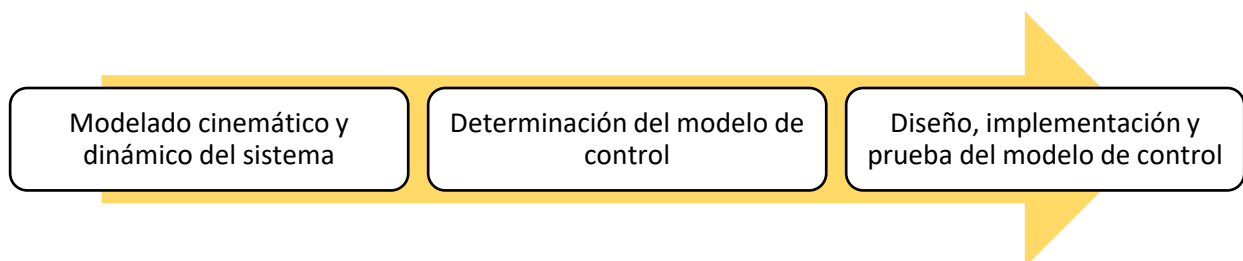 Modelado cinemático y
dinámico del sistema
Determinación del modelo de
control
Diseño, implementación y
prueba del modelo de control